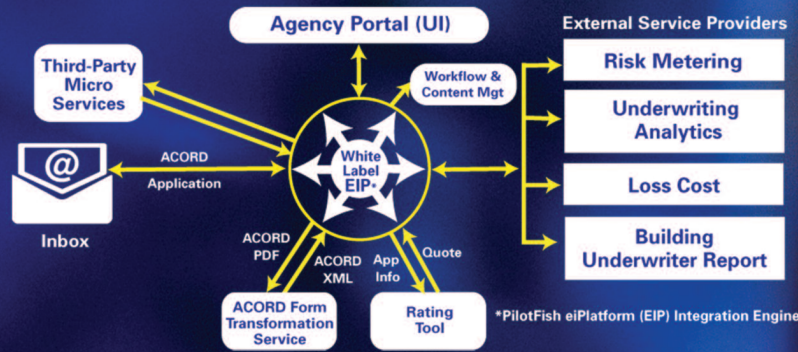 Agency Portal (UI)
External Service Providers
Third-Party
Micro
Services
Workflow &
Content Mgt
Risk Metering
Underwriting
Analytics
Loss Cost
Building
Underwriter Report
@
Inbox
ACORD
Application
White
Label
EIP*
ACORD
PDF
ACORD
XML
App
Info
Quote
ACORD Form
Transformation
Service
Rating
Tool
*PilotFish eiPlatform (EIP) Integration Engine